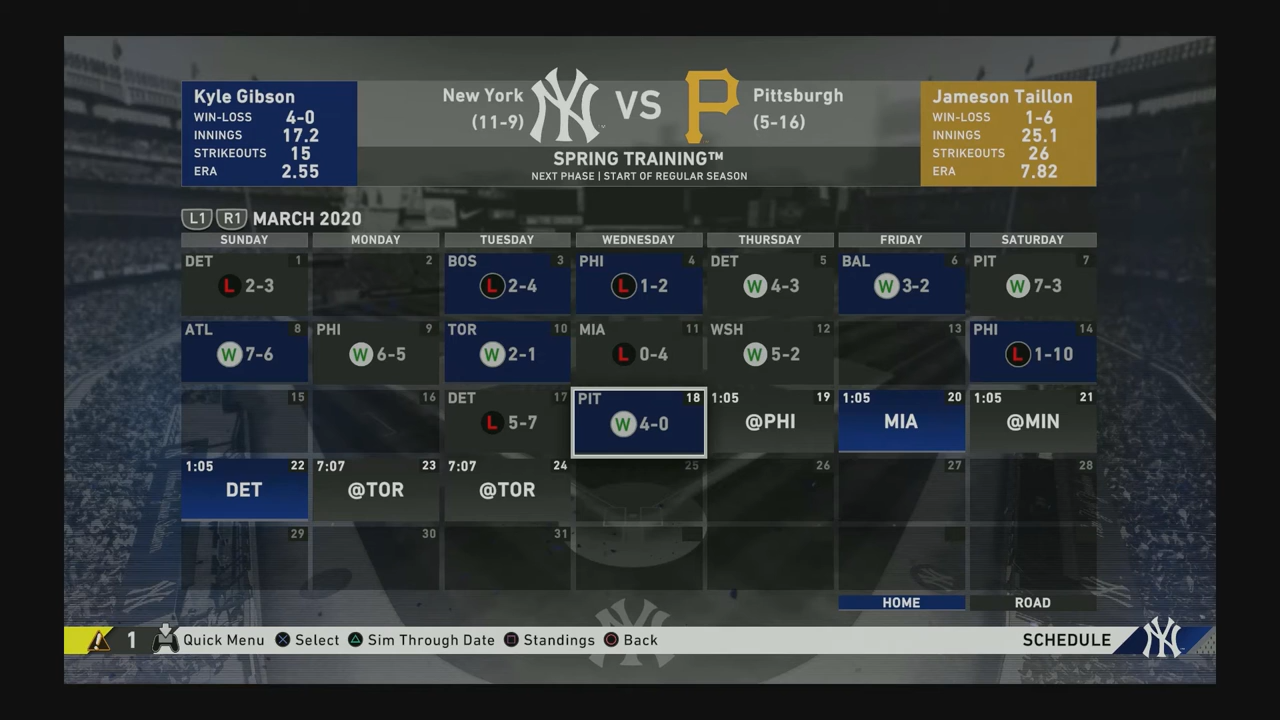 Kyle Gibson
WIN-LOSS 4-0
INNINGS 17.2
STRIKEOUTS 15
ERA 2.55
New York
(11-9)
VS
Pittsburgh
(5-16)
SPRING TRAINING™
NEXT PHASE | START OF REGULAR SEASON
Jameson Taillon
WIN-LOSS 1-6
INNINGS 25.1
STRIKEOUTS 26
ERA 7.82
L1 R1 MARCH 2020
SUNDAY MONDAY TUESDAY WEDNESDAY THURSDAY FRIDAY SATURDAY
DET 1 2 BOS 3 PHI 4 DET 5 BAL 6 PIT 7
L 2-3 L 2-4 L 1-2 W 4-3 W 3-2 W 7-3
ATL 8 PHI 9 TOR 10 MIA 11 WSH 12 13 PHI 14
W 7-6 W 6-5 W 2-1 L 0-4 W 5-2 L 1-10
15 16 DET 17 PIT 18 1:05 19 1:05 20 1:05 21
L 5-7 W 4-0 @PHI MIA @MIN
1:05 22 7:07 23 7:07 24 25 26 27 28
DET @TOR @TOR
29 30 31
HOME ROAD
1 Quick Menu Select Sim Through Date Standings Back SCHEDULE